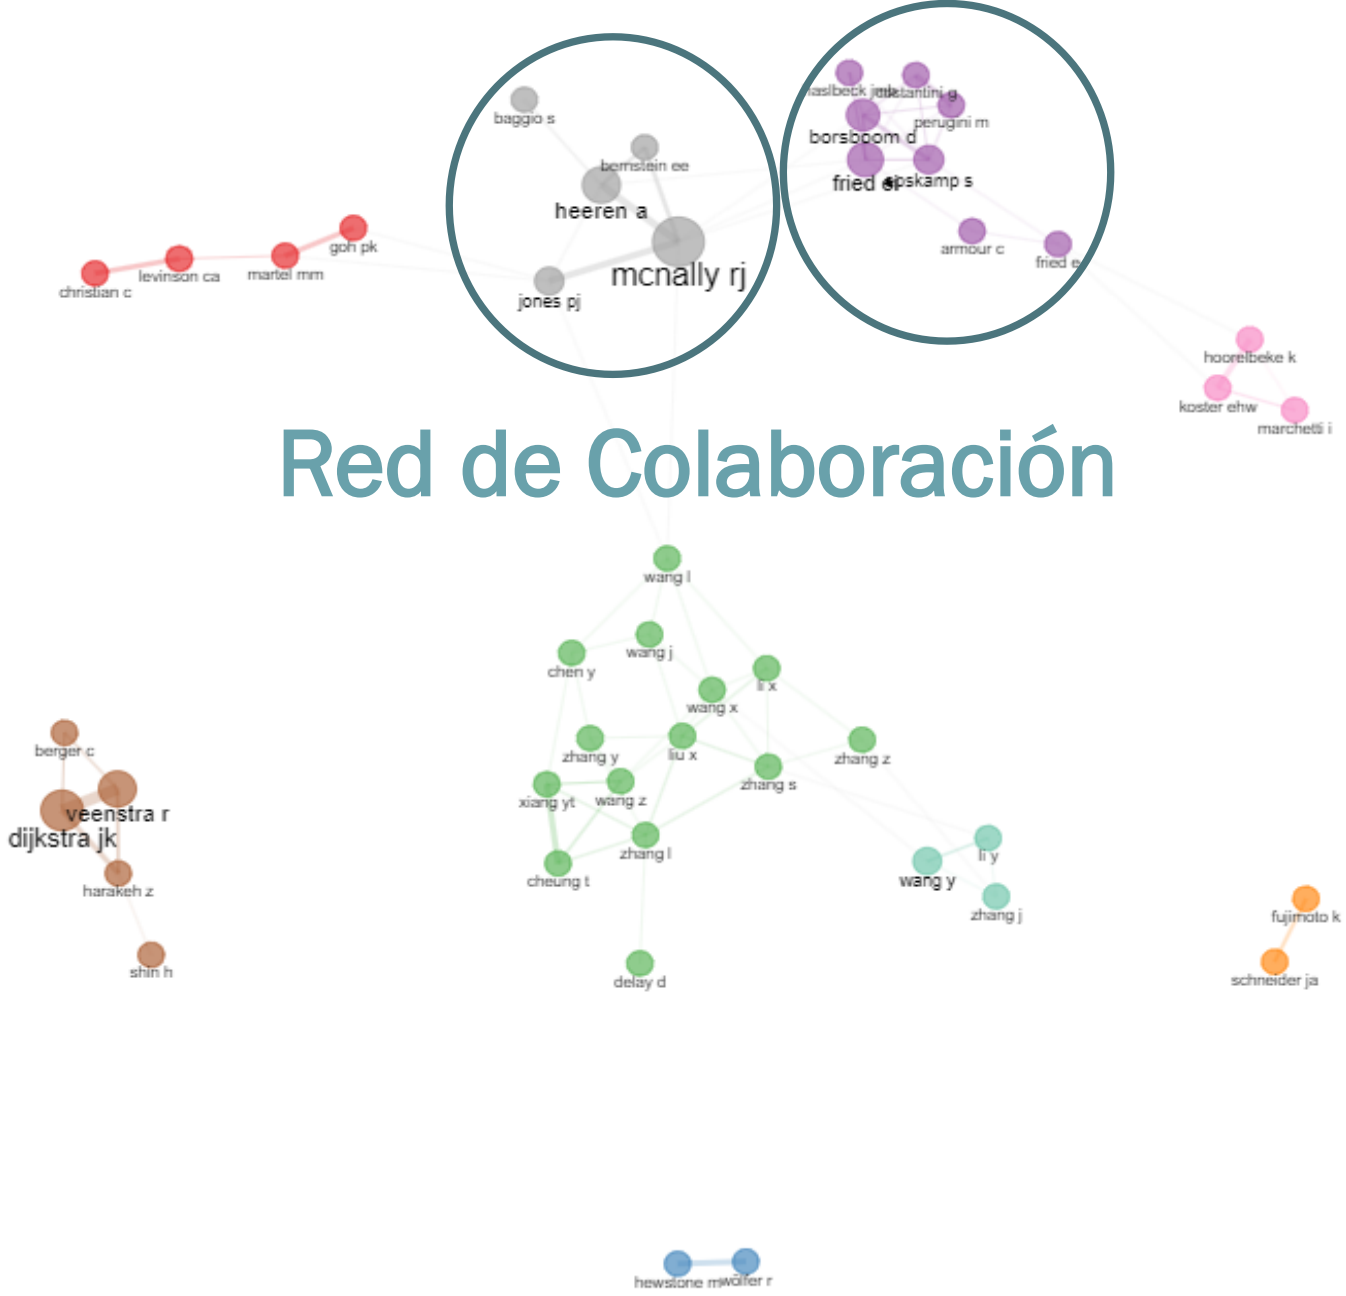 baggio s
bernstein ee
heeren a
mcnally rj
jones pj
costantini g
perugini m
borsboom d
fried ei
epskamp s
armour c
fried e
goh pk
martel mm
levinson ca
christian c
hoorelbeke k
koster ehw
marchetti i
Red de Colaboración
wang l
wang j
chen y
li x
wang x
zhang y
liu x
zhang z
zhang s
xiang yt
wang z
zhang l
cheung t
delay d
berger c
veenstra r
dijkstra jk
harakeh z
shin h
li y
wang y
zhang j
fujimoto k
schneider ja
hewstone m
wölfer r